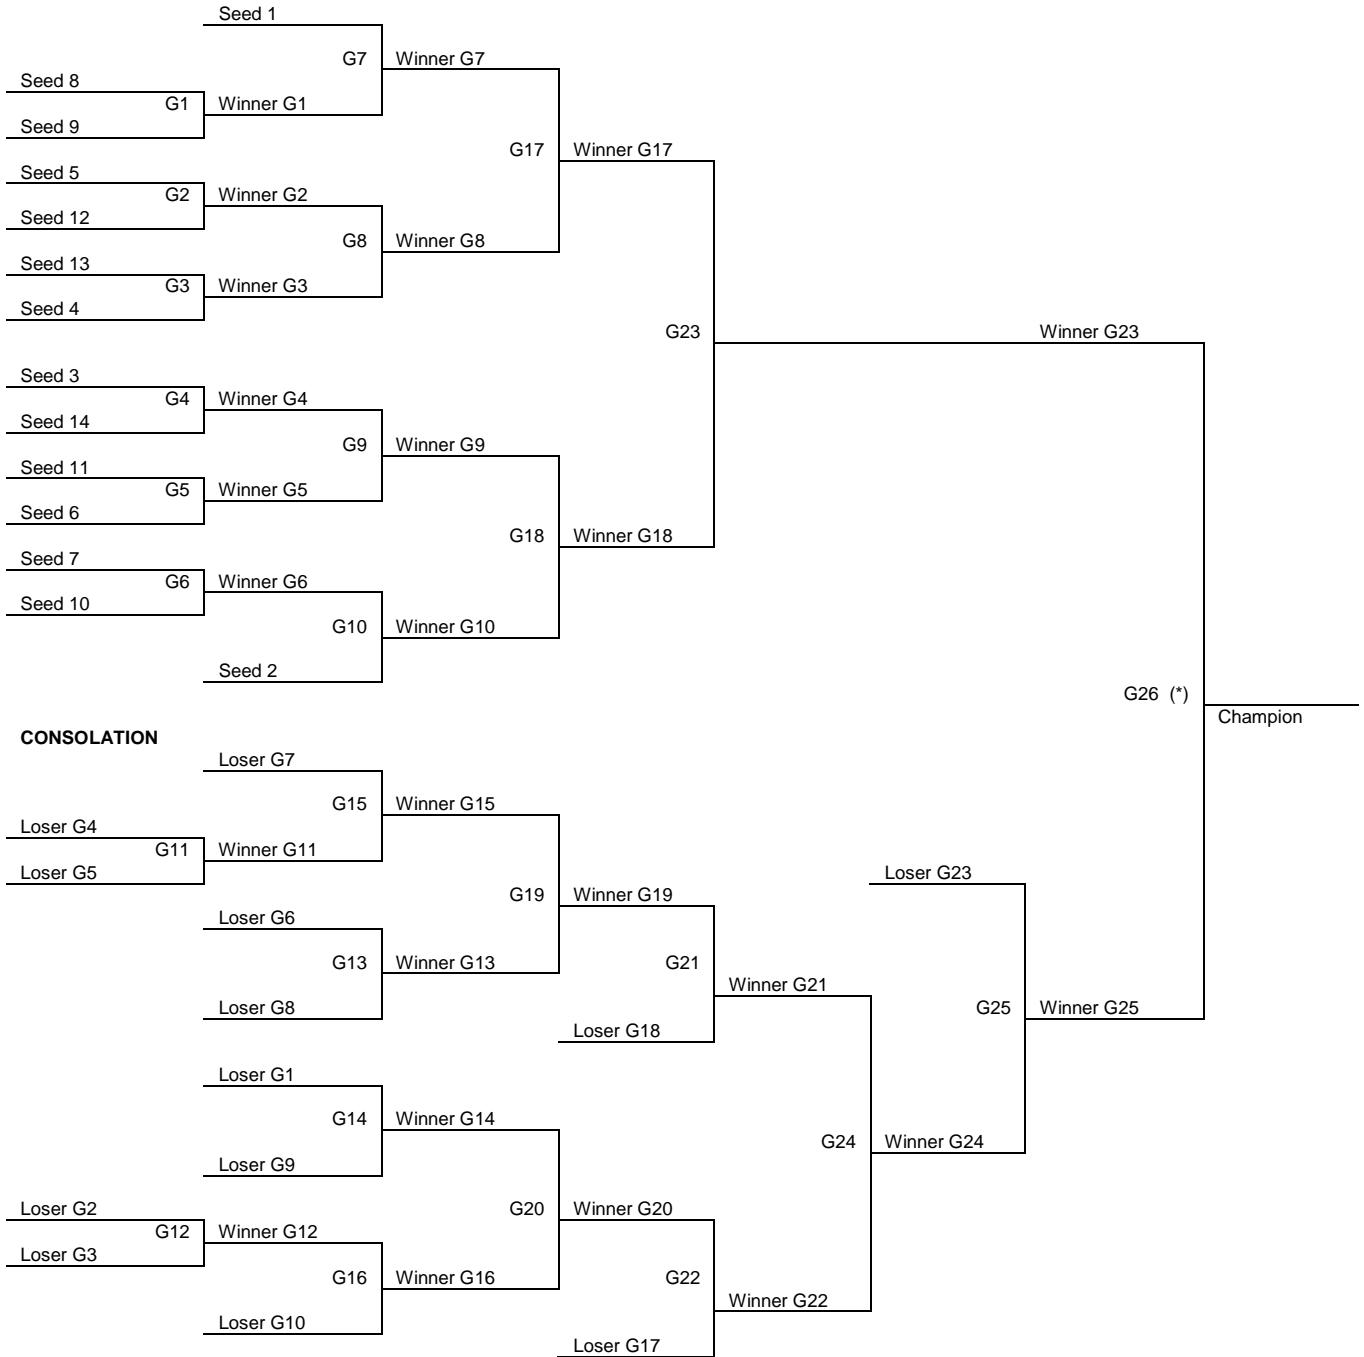 Seed 1
G7 Winner G7
Seed 8
G1 Winner G1
Seed 9
G17 Winner G17
Seed 5
G2 Winner G2
Seed 12
G8 Winner G8
Seed 13
G3 Winner G3
Seed 4
G23 Winner G23
Seed 3
G4 Winner G4
Seed 14
G9 Winner G9
Seed 11
G5 Winner G5
Seed 6
G18 Winner G18
Seed 7
G6 Winner G6
Seed 10
G10 Winner G10
Seed 2
G26 (*)
Champion
CONSOLATION
Loser G7
G15 Winner G15
Loser G4
G11 Winner G11
Loser G5
Loser G23
G19 Winner G19
Loser G6
G13 Winner G13
G21
Winner G21
Loser G8
G25 Winner G25
Loser G18
Loser G1
G14 Winner G14
G24 Winner G24
Loser G9
Loser G2
G20 Winner G20
G12 Winner G12
Loser G3
G16 Winner G16
G22
Winner G22
Loser G10
Loser G17